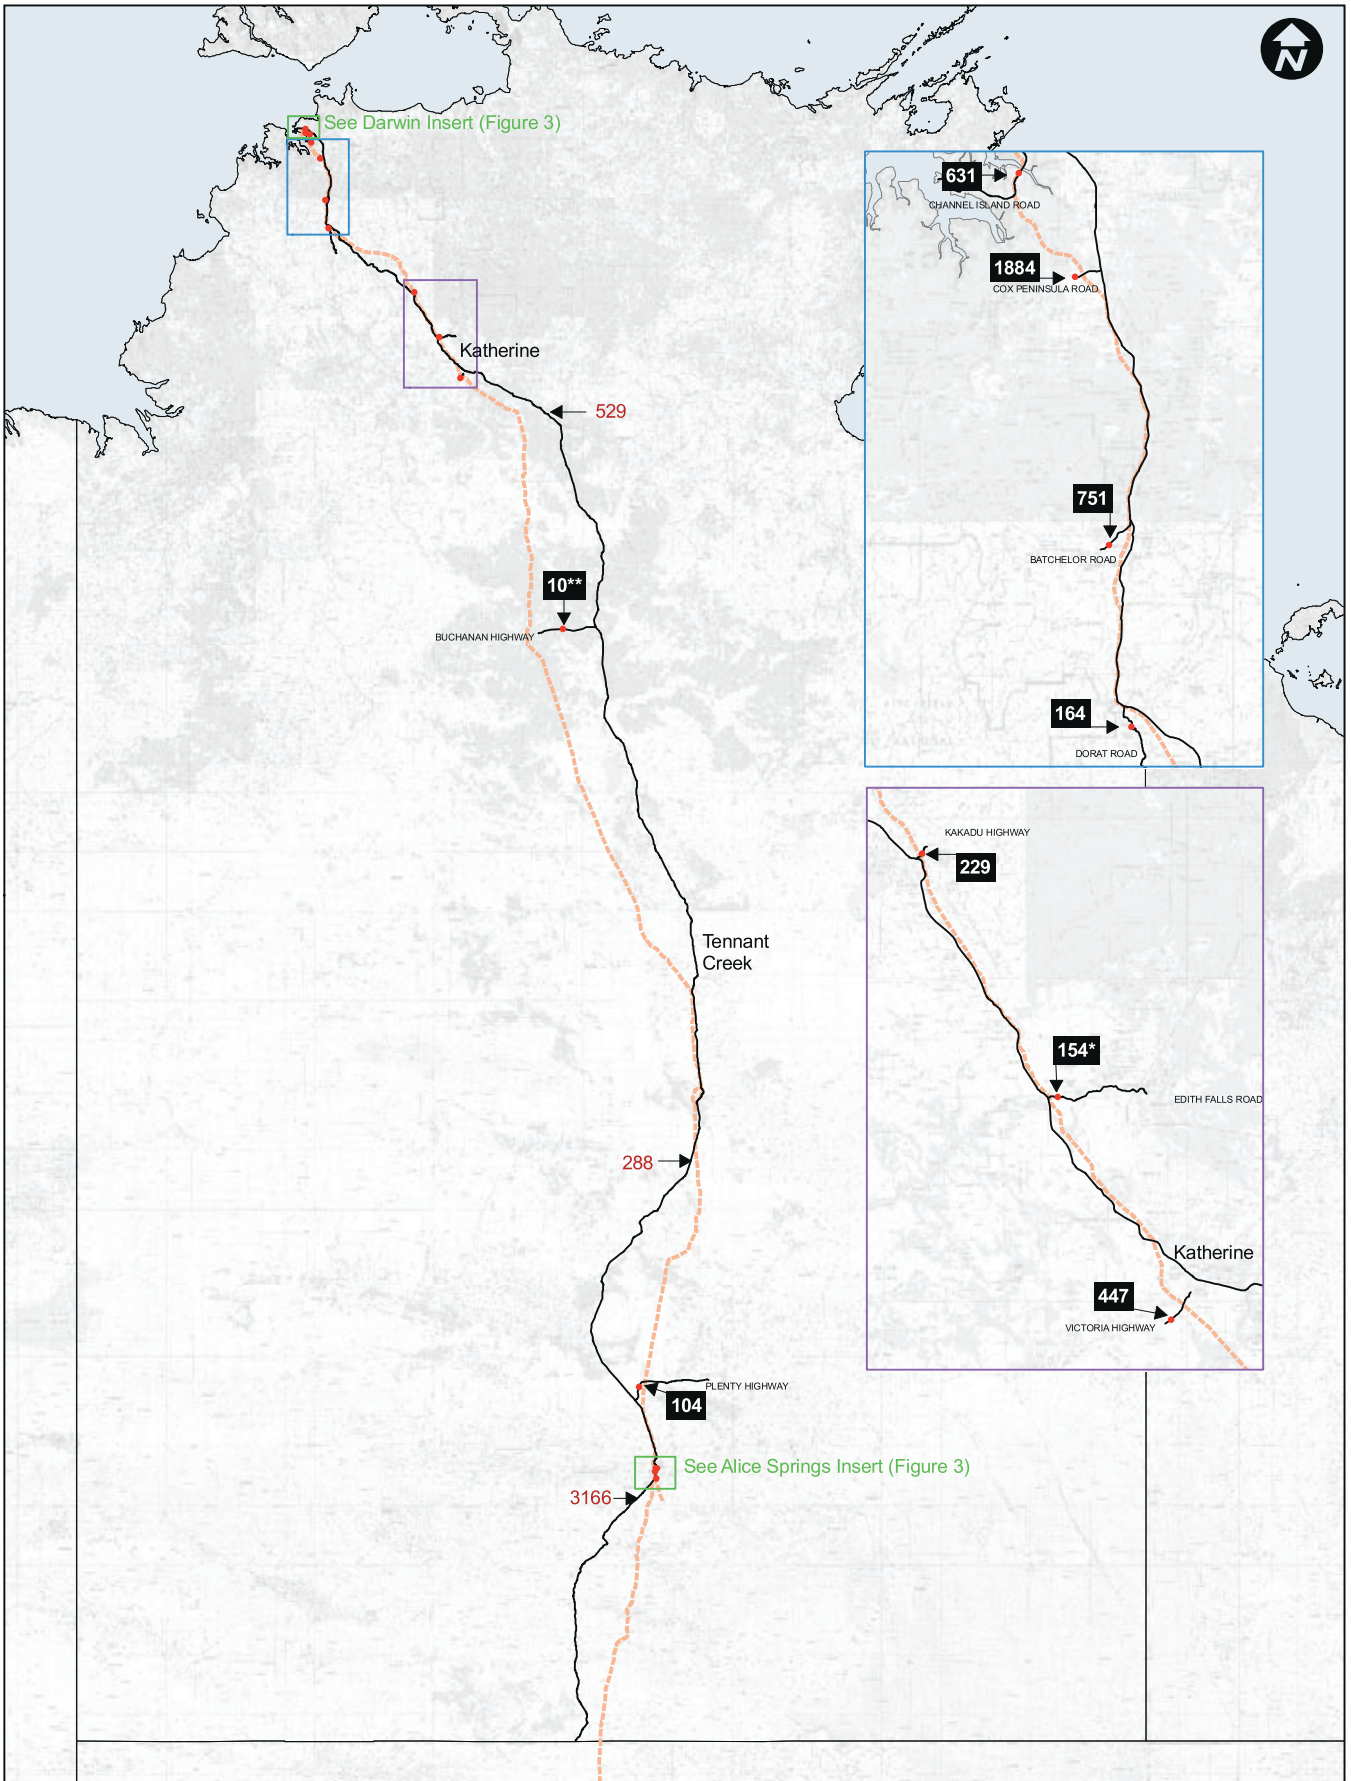 N
See Darwin Insert (Figure 3)
631
CHANNEL ISLAND ROAD
1884
COX PENINSULA ROAD
Katherine
529
751
BATCHELOR ROAD
10**
BUCHANAN HIGHWAY
164
DORAT ROAD
KAKADU HIGHWAY
229
Tennant
Creek
154*
EDITH FALLS ROAD
288
Katherine
447
VICTORIA HIGHWAY
PLENTY HIGHWAY
104
See Alice Springs Insert (Figure 3)
3166